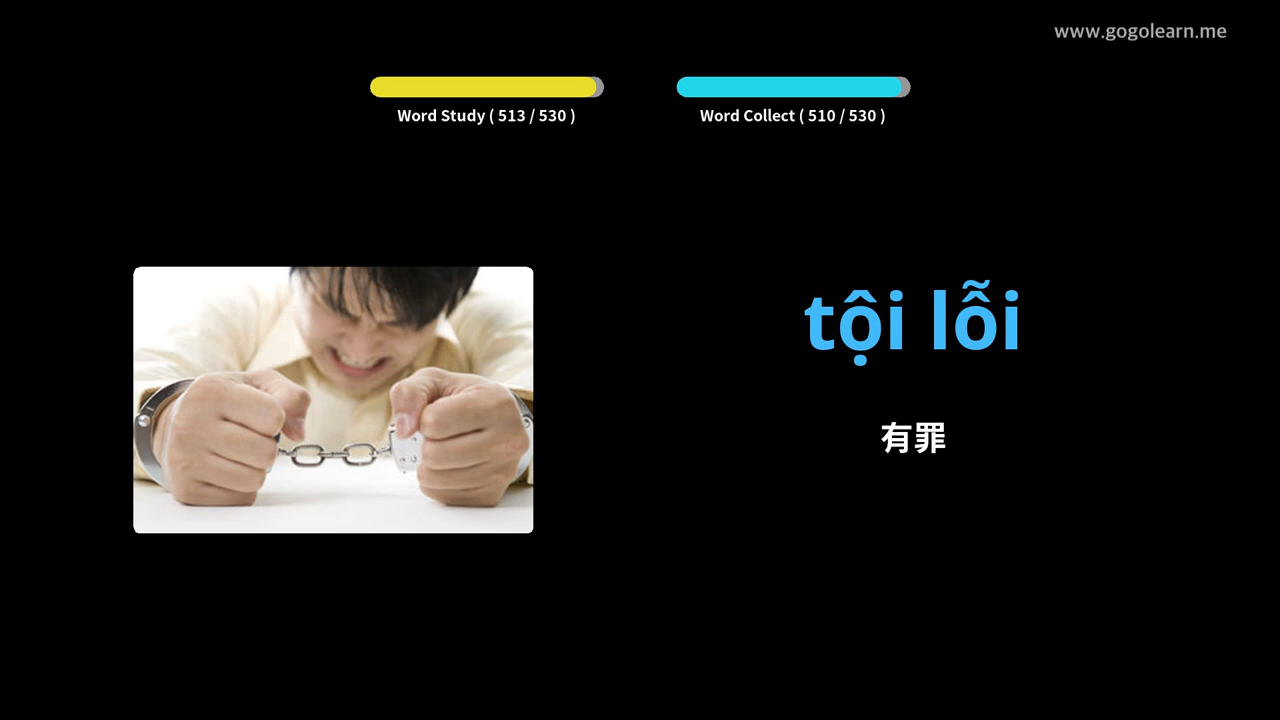 www.gogolearn.me
Word Study ( 513 / 530 )
Word Collect ( 510 / 530 )
tội lỗi
有罪